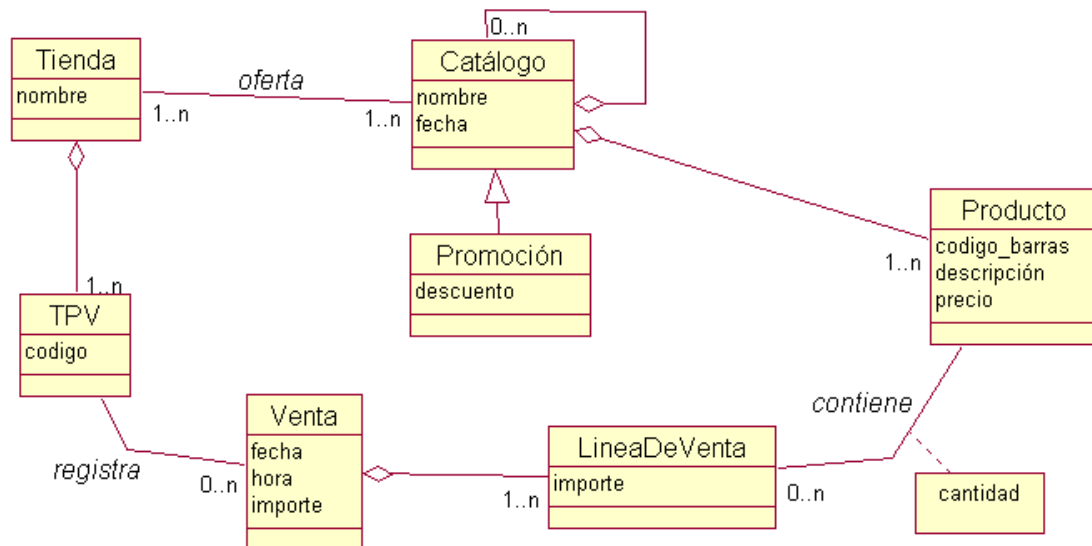 0..n
Tienda
nombre
oferta
1..n
1..n
Catálogo
nombre
fecha
Promoción
descuento
Producto
codigo_barras
descripción
precio
1..n
1..n
TPV
codigo
registra
0..n
Venta
fecha
hora
importe
1..n
LineaDeVenta
importe
0..n
contiene
cantidad